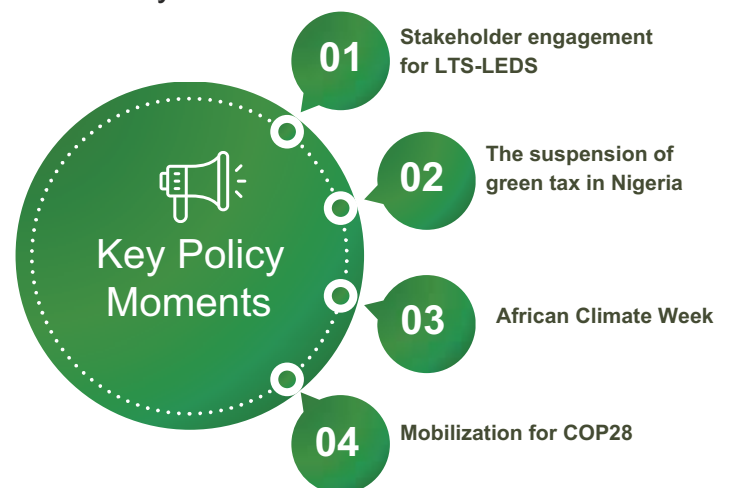 Key Policy
Moments
01
Stakeholder engagement
for LTS-LEDS
02
The suspension of
green tax in Nigeria
03
African Climate Week
04
Mobilization for COP28